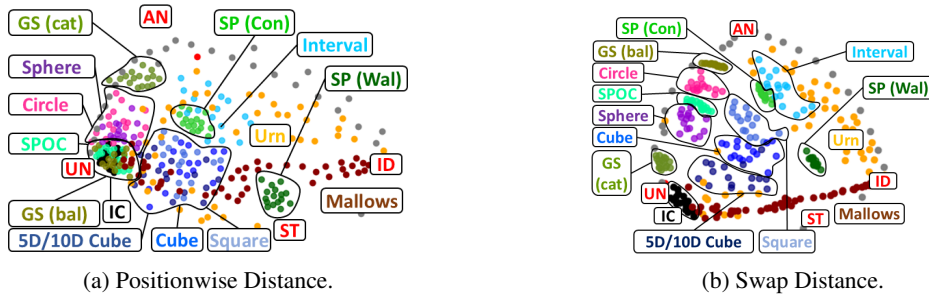 GS (cat)
AN
SP (Con)
Interval
Sphere
SP (Wal)
Circle
SPOC
Urn
UN
ID
GS (bal)
IC
Mallows
ST
5D/10D Cube
Cube
Square
(a) Positionwise Distance.
SP (Con)
AN
GS (bal)
Interval
Circle
SPOC
SP (Wal)
Sphere
Cube
Urn
GS
(cat)
UN
ID
IC
ST
Mallows
5D/10D Cube
Square
(b) Swap Distance.